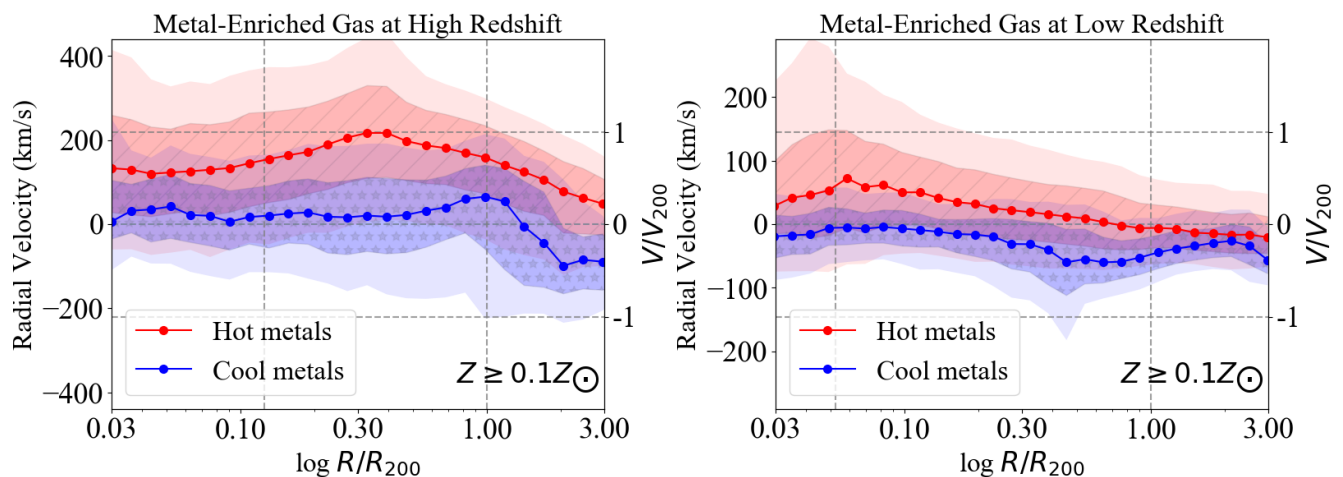 Metal-Enriched Gas at High Redshift
400
200
0
−200
−400
Radial Velocity (km/s)
1
0
-1
V/V200
Hot metals
Cool metals
Z ≥ 0.1Z⊙
0.03 0.10 0.30 1.00 3.00
log R/R200
Metal-Enriched Gas at Low Redshift
200
100
0
−100
−200
Radial Velocity (km/s)
1
0
-1
V/V200
Hot metals
Cool metals
Z ≥ 0.1Z⊙
0.03 0.10 0.30 1.00 3.00
log R/R200